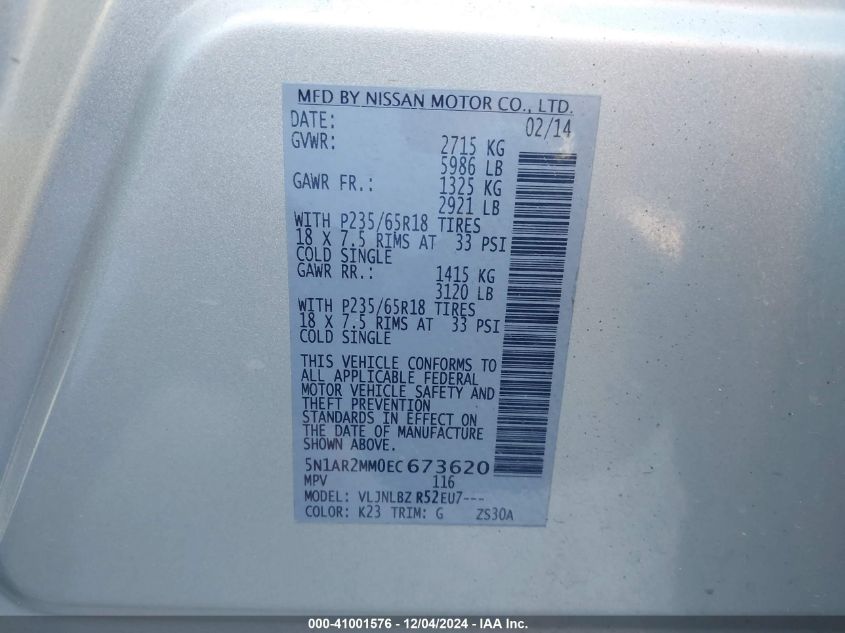 MFD BY NISSAN MOTOR CO., LTD.
DATE: 02/14
GVWR: 2715 KG
5986 LB
GAWR FR.: 1325 KG
2921 LB
WITH P235/65R18 TIRES
18 X 7.5 RIMS AT 33 PSI
COLD SINGLE
GAWR RR.: 1415 KG
3120 LB
WITH P235/65R18 TIRES
18 X 7.5 RIMS AT 33 PSI
COLD SINGLE
THIS VEHICLE CONFORMS TO
ALL APPLICABLE FEDERAL
MOTOR VEHICLE SAFETY AND
THEFT PREVENTION
STANDARDS IN EFFECT ON
THE DATE OF MANUFACTURE
SHOWN ABOVE.
5N1AR2MM0EC673620
MPV 116
MODEL: VLJNLBZ R52EU7---
COLOR: K23 TRIM: G ZS30A
000-41001576 - 12/04/2024 - IAA Inc.